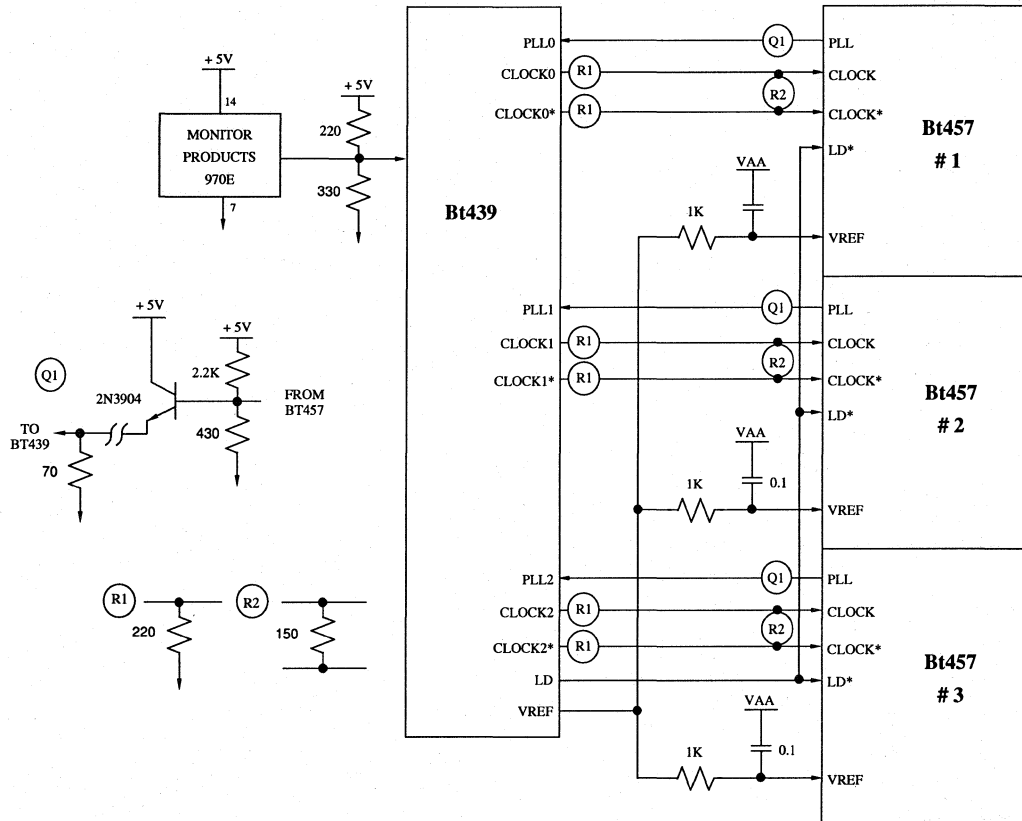 PLL0
Q1
PLL
+ 5V
CLOCK0
R1
CLOCK
+ 5V
R2
14
CLOCK0*
R1
CLOCK*
220
MONITOR
PRODUCTS
970E
Bt457
# 1
LD*
VAA
330
7
Bt439
1K
VREF
+ 5V
PLL1
Q1
PLL
+ 5V
CLOCK1
R1
CLOCK
R2
Q1
2.2K
CLOCK1*
R1
CLOCK*
2N3904
FROM
BT457
Bt457
# 2
LD*
TO
BT439
430
VAA
70
1K
0.1
VREF
PLL2
Q1
PLL
R1
R2
CLOCK2
R1
CLOCK
220
150
R2
CLOCK2*
R1
CLOCK*
Bt457
# 3
LD
LD*
VREF
VAA
1K
0.1
VREF